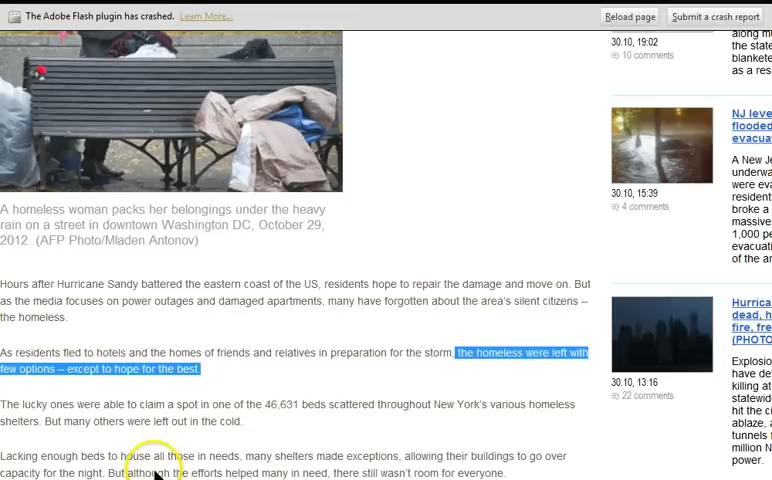 The Adobe Flash plugin has crashed. Learn More...
Reload page
Submit a crash report
A homeless woman packs her belongings under the heavy
rain on a street in downtown Washington DC, October 29,
2012. (AFP Photo/Mladen Antonov)
Hours after Hurricane Sandy battered the eastern coast of the US, residents hope to repair the damage and move on. But
as the media focuses on power outages and damaged apartments, many have forgotten about the area's silent citizens –
the homeless.
As residents fled to hotels and the homes of friends and relatives in preparation for the storm, the homeless were left with
few options – except to hope for the best.
The lucky ones were able to claim a spot in one of the 46,631 beds scattered throughout New York's various homeless
shelters. But many others were left out in the cold.
Lacking enough beds to house all those in needs, many shelters made exceptions, allowing their buildings to go over
capacity for the night. But although the efforts helped many in need, there still wasn't room for everyone.
30.10, 19:02
10 comments
along
the state
blankete
as a res
30.10, 15:39
4 comments
NJ leve
flooded
evacua
A New Je
underwa
were eva
residents
broke a
massive
1,000 pe
evacuati
of the ar
30.10, 13:16
22 comments
Hurrica
dead, h
fire, fre
(PHOTO
Explosio
have de
killing at
statewid
hit the ci
ablaze, a
tunnels
million N
power.